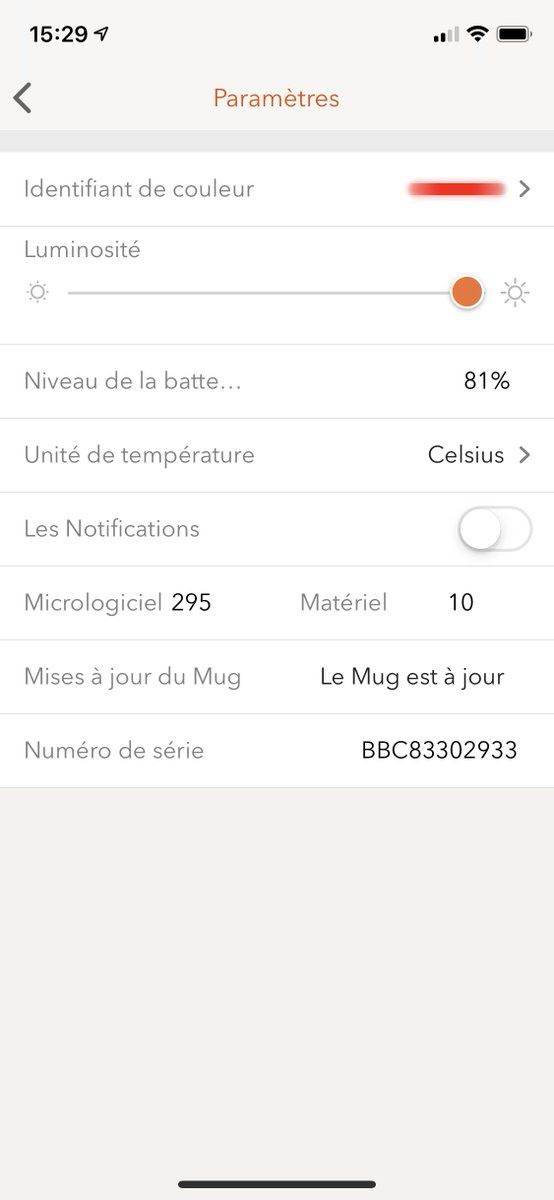 15:29
Paramètres
Identifiant de couleur
Luminosité
Niveau de la batte... 81%
Unité de température Celsius
Les Notifications
Micrologiciel 295 Matériel 10
Mises à jour du Mug Le Mug est à jour
Numéro de série BBC83302933